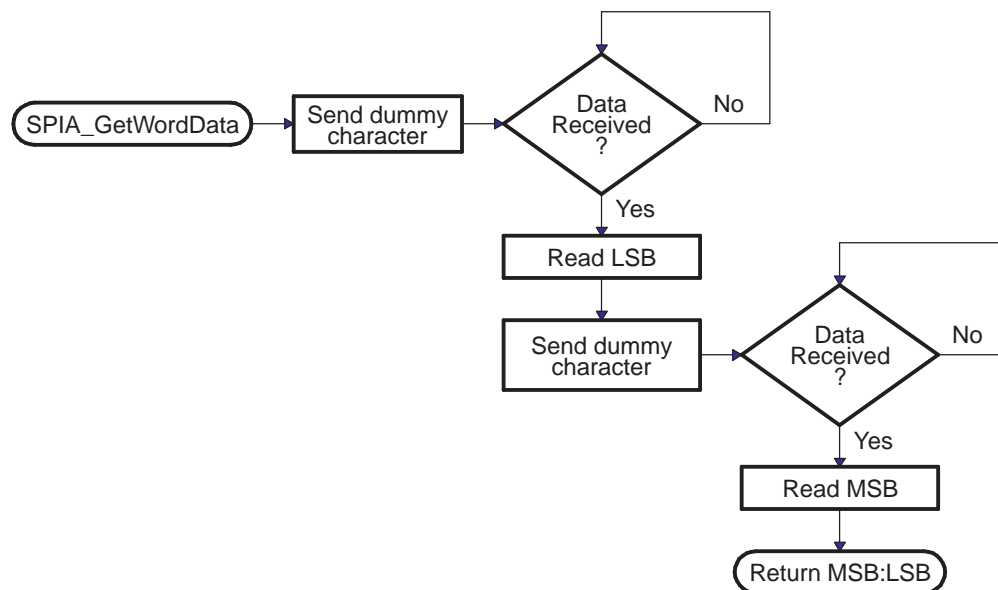 SPIA_GetWordData
Send dummy
character
Data
Received
?
No
Yes
Read LSB
Send dummy
character
Data
Received
?
No
Yes
Read MSB
Return MSB:LSB